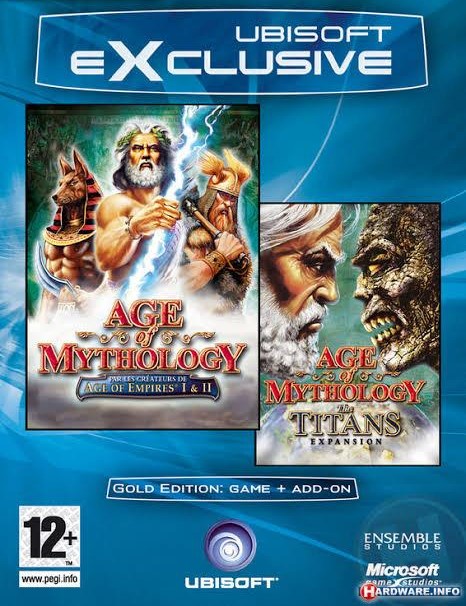 UBISOFT
eXclusive
AGE
of
MYTHOLOGY
PAR LES CRÉATEURS DE
AGE OF EMPIRES I & II
AGE
of
MYTHOLOGY
The
TITANS
EXPANSION
GOLD EDITION: GAME + ADD-ON
12+
TM
www.pegi.info
UBISOFT
ENSEMBLE
STUDIOS
Microsoft
game studios
HARDWARE.INFO